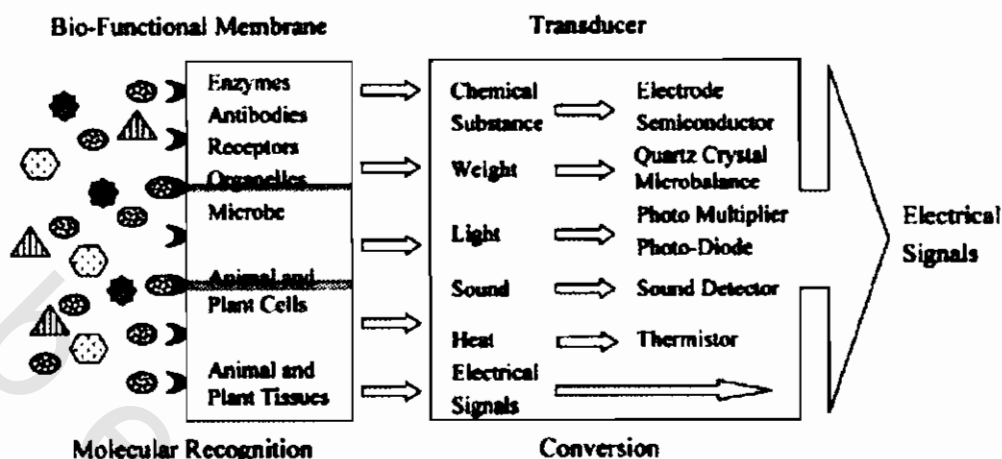 Bio-Functional Membrane
Transducer
Enzymes
Antibodies
Receptors
Organelles
Microbe
Animal and
Plant Cells
Animal and
Plant Tissues
Chemical
Substance
Electrode
Semiconductor
Weight
Quartz Crystal
Microbalance
Light
Photo Multiplier
Photo-Diode
Sound
Sound Detector
Heat
Thermistor
Electrical
Signals
Electrical
Signals
Molecular Recognition
Conversion